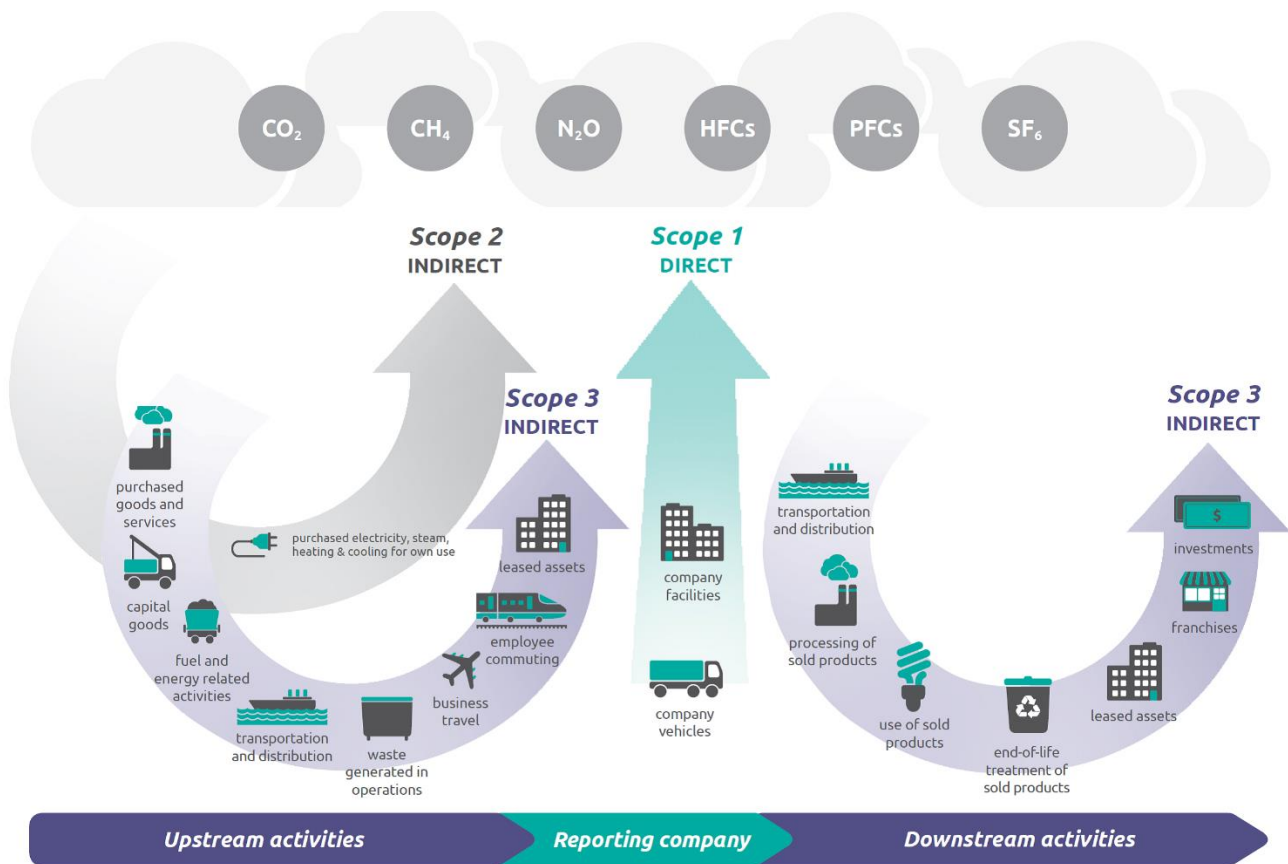 CO₂
CH₄
N₂O
HFCs
PFCs
SF₆
Scope 2
INDIRECT
Scope 1
DIRECT
Scope 3
INDIRECT
Scope 3
INDIRECT
purchased
goods and
services
capital
goods
fuel and
energy related
activities
transportation
and distribution
waste
generated in
operations
business
travel
employee
commuting
leased assets
purchased electricity, steam,
heating & cooling for own use
company
facilities
company
vehicles
transportation
and distribution
processing of
sold products
use of sold
products
end-of-life
treatment of
sold products
leased assets
franchises
investments
$
Upstream activities
Reporting company
Downstream activities